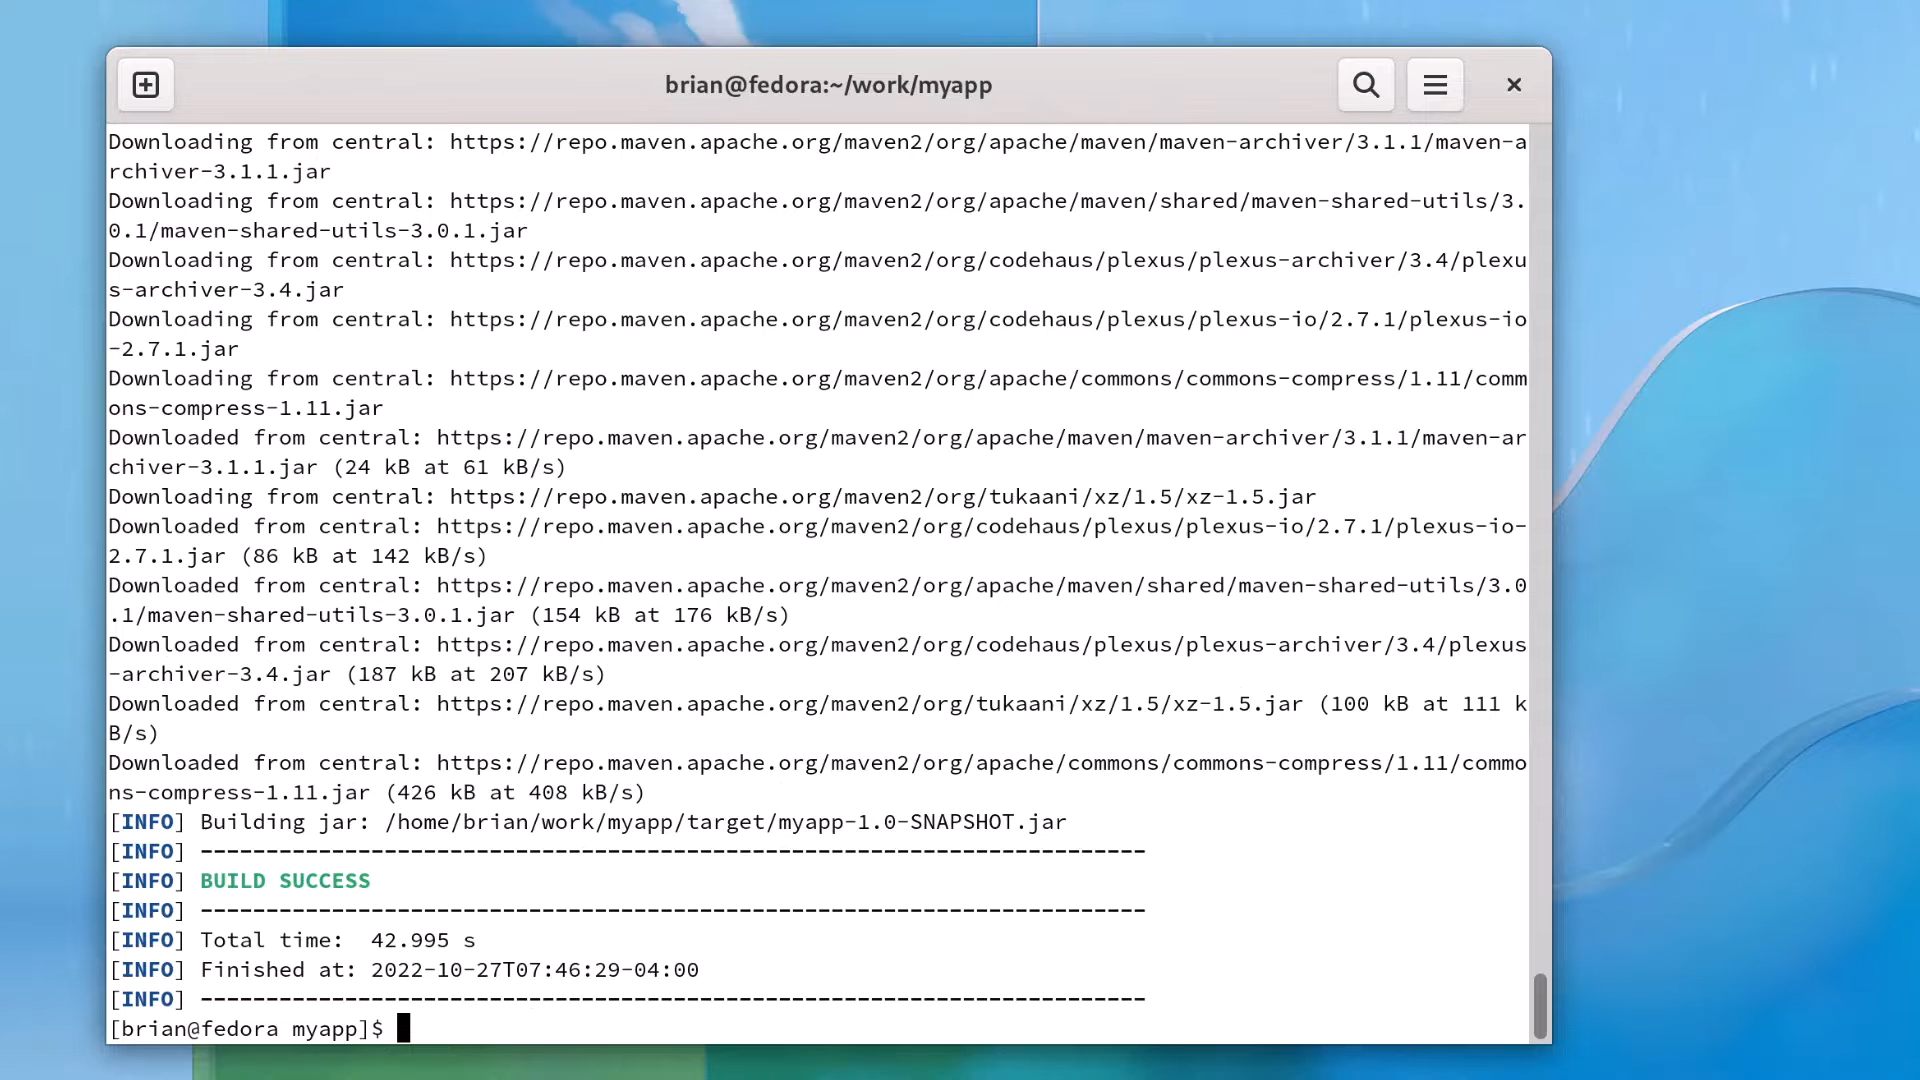 brian@fedora:~/work/myapp
Downloading from central: https://repo.maven.apache.org/maven2/org/apache/maven/maven-archiver/3.1.1/maven-a
rchiver-3.1.1.jar
Downloading from central: https://repo.maven.apache.org/maven2/org/apache/maven/shared/maven-shared-utils/3.
0.1/maven-shared-utils-3.0.1.jar
Downloading from central: https://repo.maven.apache.org/maven2/org/codehaus/plexus/plexus-archiver/3.4/plexu
s-archiver-3.4.jar
Downloading from central: https://repo.maven.apache.org/maven2/org/codehaus/plexus/plexus-io/2.7.1/plexus-io
-2.7.1.jar
Downloading from central: https://repo.maven.apache.org/maven2/org/apache/commons/commons-compress/1.11/comm
ons-compress-1.11.jar
Downloaded from central: https://repo.maven.apache.org/maven2/org/apache/maven/maven-archiver/3.1.1/maven-ar
chiver-3.1.1.jar (24 kB at 61 kB/s)
Downloading from central: https://repo.maven.apache.org/maven2/org/tukaani/xz/1.5/xz-1.5.jar
Downloaded from central: https://repo.maven.apache.org/maven2/org/codehaus/plexus/plexus-io/2.7.1/plexus-io-
2.7.1.jar (86 kB at 142 kB/s)
Downloaded from central: https://repo.maven.apache.org/maven2/org/apache/maven/shared/maven-shared-utils/3.0
.1/maven-shared-utils-3.0.1.jar (154 kB at 176 kB/s)
Downloaded from central: https://repo.maven.apache.org/maven2/org/codehaus/plexus/plexus-archiver/3.4/plexus
-archiver-3.4.jar (187 kB at 207 kB/s)
Downloaded from central: https://repo.maven.apache.org/maven2/org/tukaani/xz/1.5/xz-1.5.jar (100 kB at 111 k
B/s)
Downloaded from central: https://repo.maven.apache.org/maven2/org/apache/commons/commons-compress/1.11/commo
ns-compress-1.11.jar (426 kB at 408 kB/s)
[INFO] Building jar: /home/brian/work/myapp/target/myapp-1.0-SNAPSHOT.jar
[INFO] ------------------------------------------------------------------------
[INFO] BUILD SUCCESS
[INFO] ------------------------------------------------------------------------
[INFO] Total time:  42.995 s
[INFO] Finished at: 2022-10-27T07:46:29-04:00
[INFO] ------------------------------------------------------------------------
[brian@fedora myapp]$